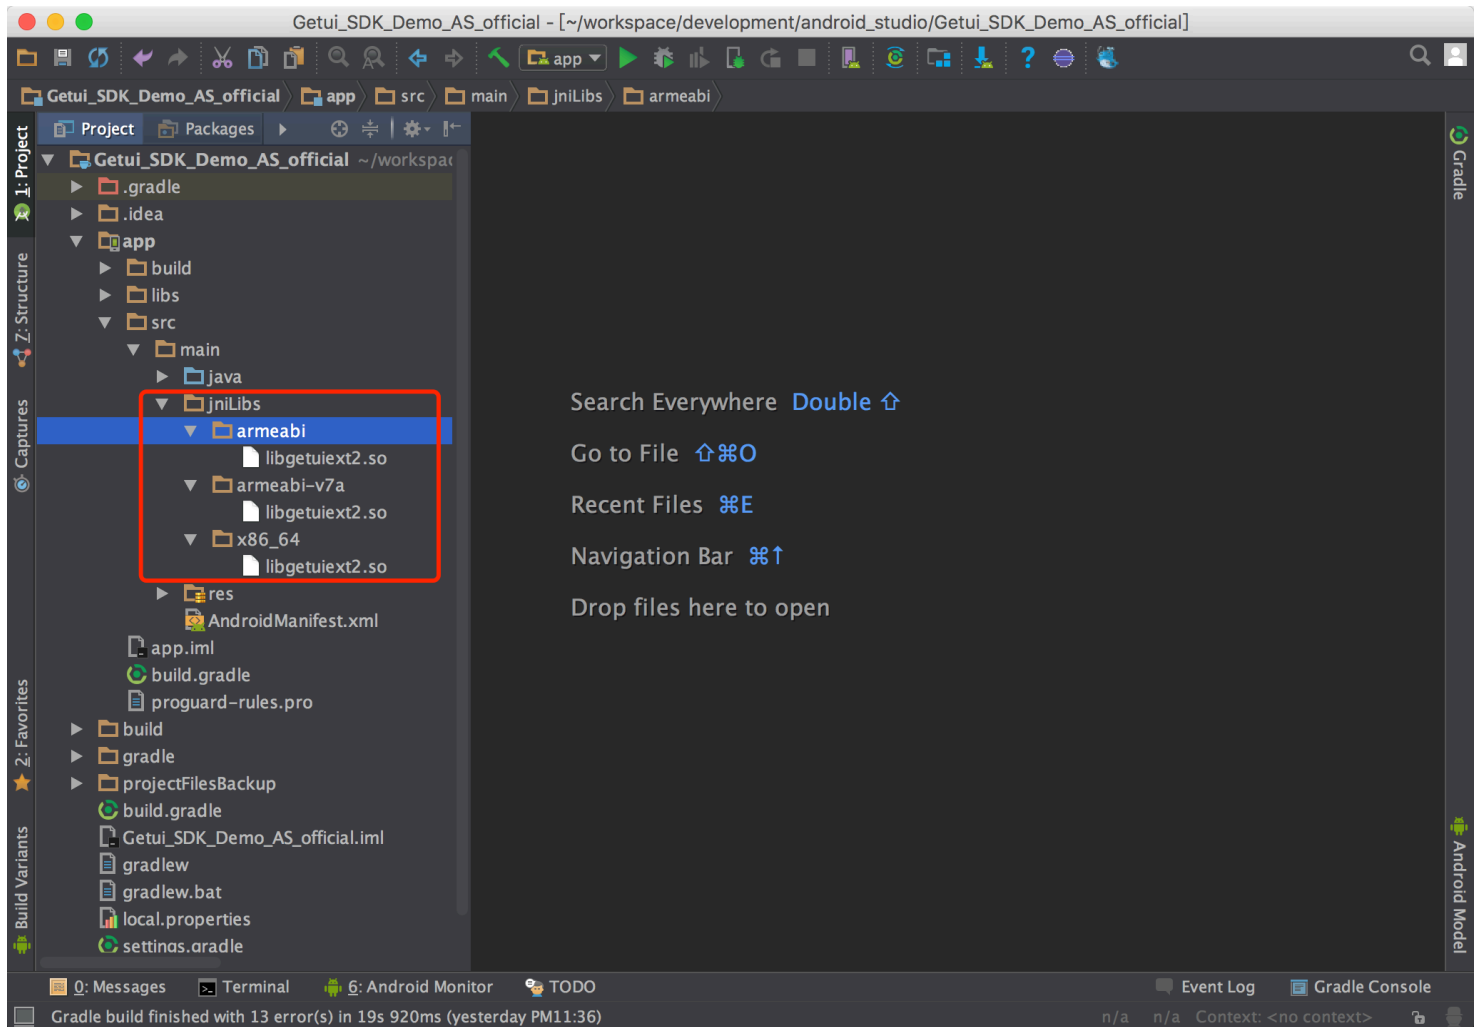 Getui_SDK_Demo_AS_official - [~/workspace/development/android_studio/Getui_SDK_Demo_AS_official]
app
Getui_SDK_Demo_AS_official app src main jniLibs armeabi
Project Packages
1: Project
Z: Structure
Captures
2: Favorites
Build Variants
Getui_SDK_Demo_AS_official ~/workspac
.gradle
.idea
app
build
libs
src
main
java
jniLibs
armeabi
libgetuiext2.so
armeabi-v7a
libgetuiext2.so
x86_64
libgetuiext2.so
res
AndroidManifest.xml
app.iml
build.gradle
proguard-rules.pro
build
gradle
projectFilesBackup
build.gradle
Getui_SDK_Demo_AS_official.iml
gradlew
gradlew.bat
local.properties
settings.gradle
Search Everywhere Double ⇧
Go to File ⇧⌘O
Recent Files ⌘E
Navigation Bar ⌘↑
Drop files here to open
Gradle
Android Model
0: Messages Terminal 6: Android Monitor TODO Event Log Gradle Console
Gradle build finished with 13 error(s) in 19s 920ms (yesterday PM11:36) n/a n/a Context: <no context>